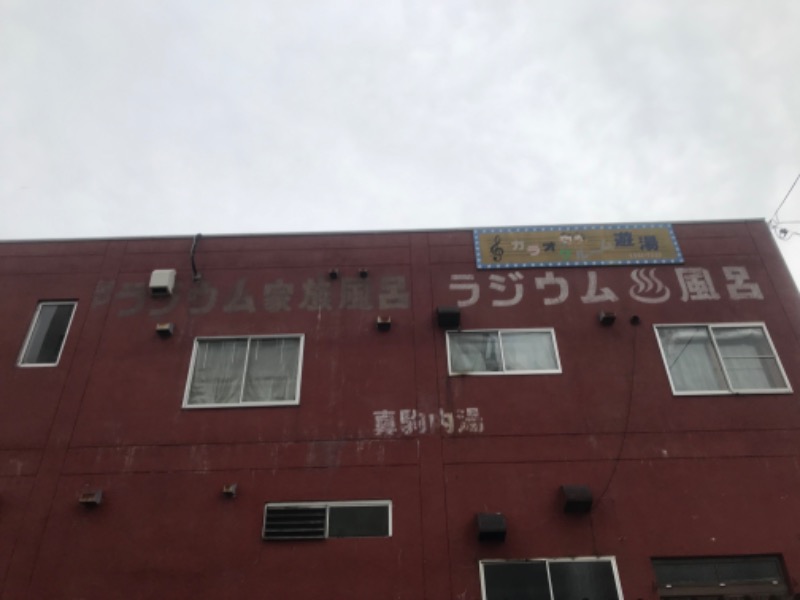 カラオケ 遊湯
ラジウム家族風呂
ラジウム♨風呂
真駒内湯